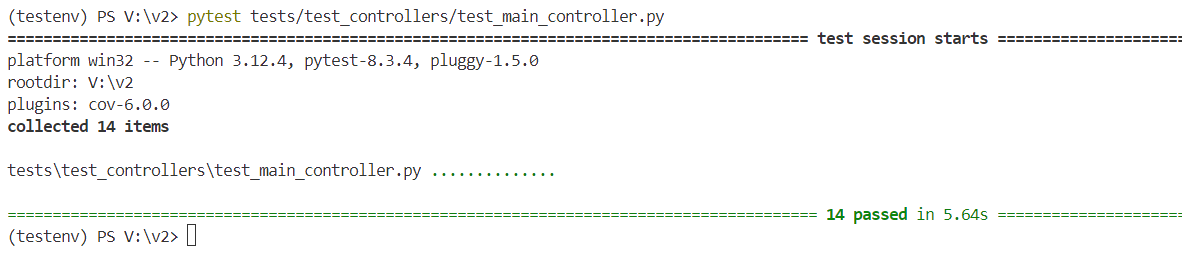 (testenv) PS V:\v2> pytest tests/test_controllers/test_main_controller.py
========================================================================================= test session starts =====================
platform win32 -- Python 3.12.4, pytest-8.3.4, pluggy-1.5.0
rootdir: V:\v2
plugins: cov-6.0.0
collected 14 items
tests\test_controllers\test_main_controller.py ..............
========================================================================================== 14 passed in 5.64s =====================
(testenv) PS V:\v2>